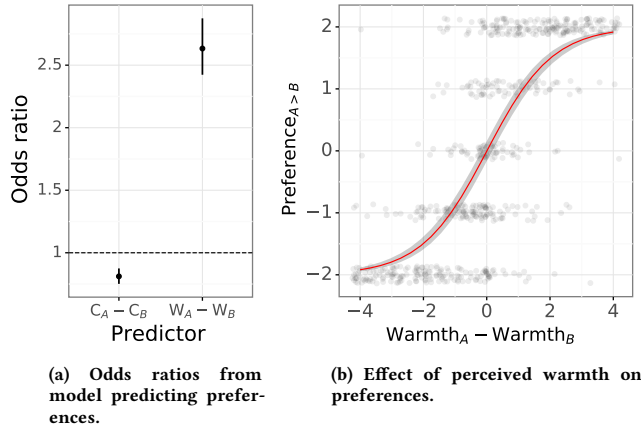 Odds ratio
2.5
2
1.5
1
C_A − C_B
W_A − W_B
Predictor
(a) Odds ratios from
model predicting prefer-
ences.
Preference_{A > B}
2
1
0
−1
−2
−4
−2
0
2
4
Warmth_A − Warmth_B
(b) Effect of perceived warmth on
preferences.